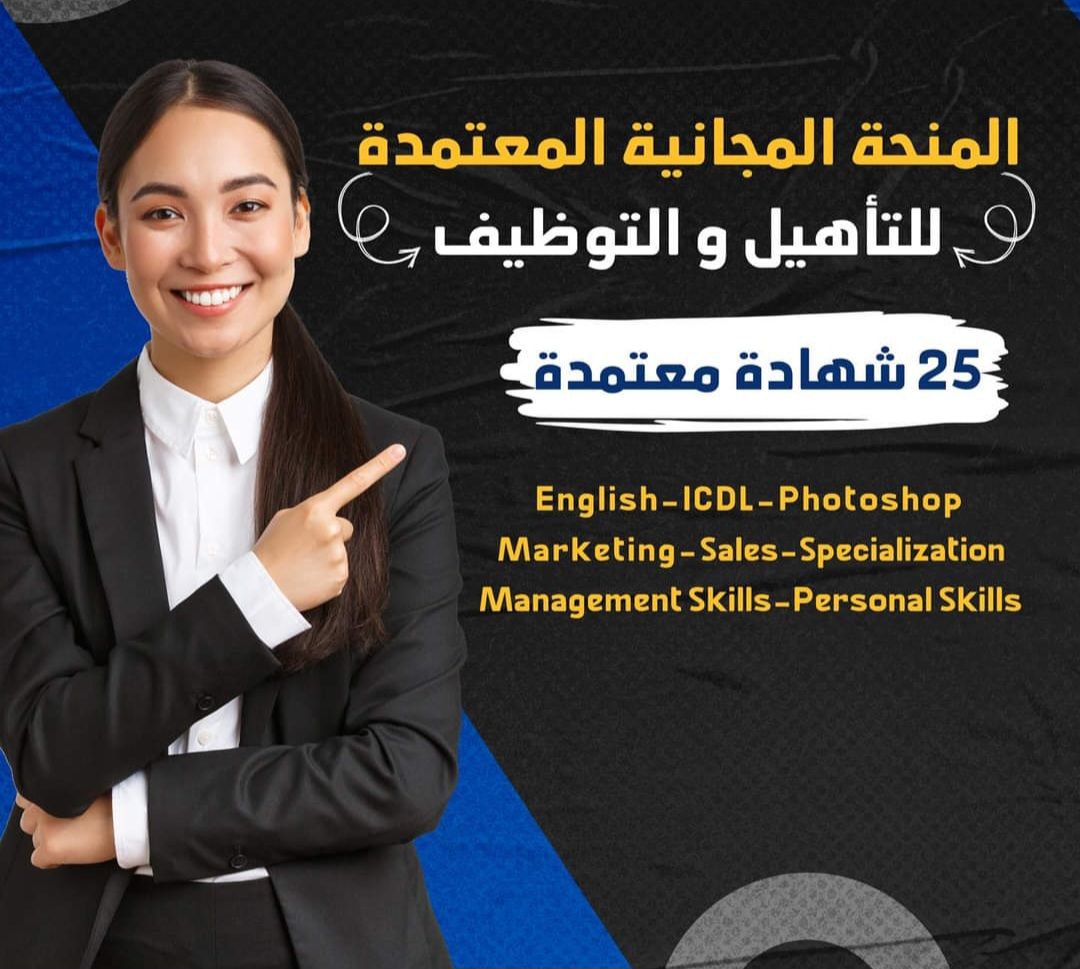 المنحة المجانية المعتمدة
للتأهيل و التوظيف
25 شهادة معتمدة
English-ICDL-Photoshop
Marketing-Sales-Specialization
Management Skills-Personal Skills